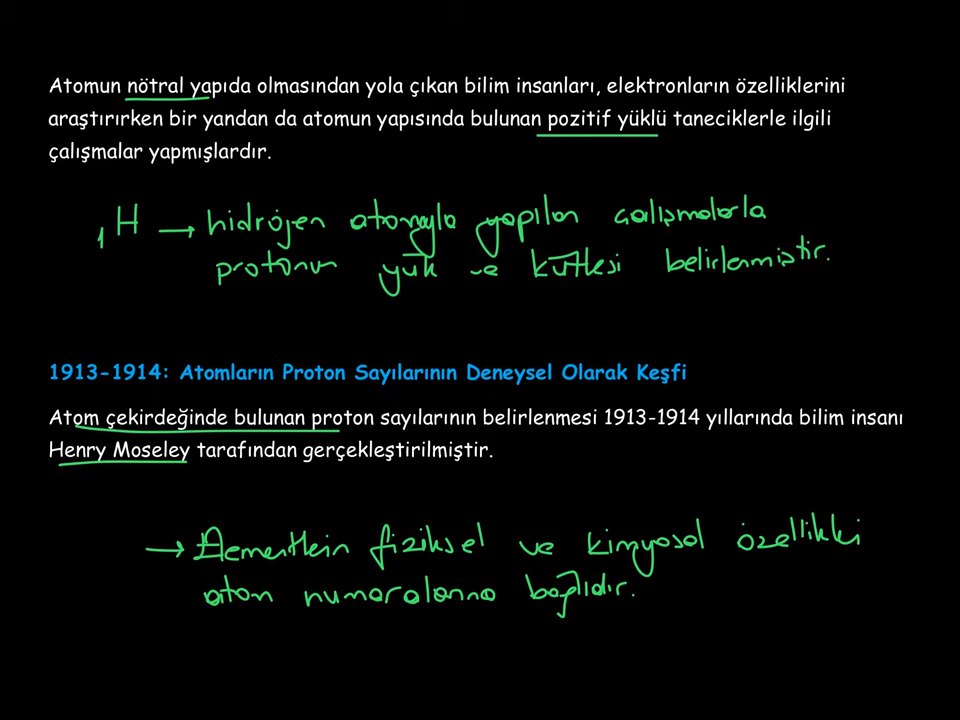 Atomun nötral yapıda olmasından yola çıkan bilim insanları, elektronların özelliklerini
araştırırken bir yandan da atomun yapısında bulunan pozitif yüklü taneciklerle ilgili
çalışmalar yapmışlardır.
₁H → hidrojen atomuyla yapılan çalışmalarla
protonun yük ve kütlesi belirlenmiştir.
1913-1914: Atomların Proton Sayılarının Deneysel Olarak Keşfi
Atom çekirdeğinde bulunan proton sayılarının belirlenmesi 1913-1914 yıllarında bilim insanı
Henry Moseley tarafından gerçekleştirilmiştir.
→ Elementlerin fiziksel ve kimyasal özellikleri
atom numaralarına bağlıdır.